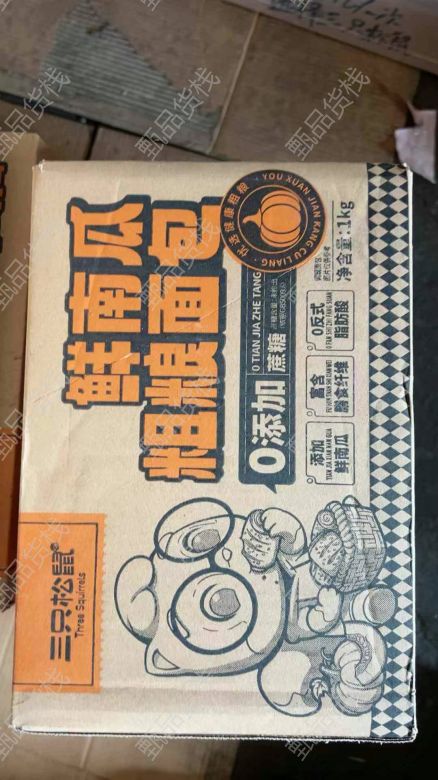 三只松鼠®
Three Squirrels
鲜南瓜
粗粮面包
优选健康粗粮
YOU XUAN JIAN KANG CU LIANG
0添加
0 TIAN JIA ZHE TANG
蔗糖
净含量:1kg
添加
鲜南瓜
富含
膳食纤维
0反式
脂肪酸
甄品货栈